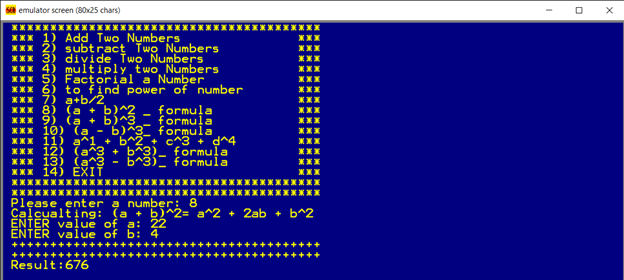 emulator screen (80x25 chars)
****************************************
*** 1) Add Two Numbers               ***
*** 2) subtract Two Numbers          ***
*** 3) divide Two Numbers            ***
*** 4) multiply two Numbers          ***
*** 5) Factorial a Number            ***
*** 6) to find power of number       ***
*** 7) a+b/2                         ***
*** 8) (a + b)^2 _ formula           ***
*** 9) (a + b)^3 _ formula           ***
*** 10) (a - b)^3_ formula           ***
*** 11) a^1 + b^2 + c^3 + d^4        ***
*** 12) (a^3 + b^3)_ formula         ***
*** 13) (a^3 - b^3)_ formula         ***
*** 14) EXIT                         ***
****************************************
****************************************
Please enter a number: 8
Calcualting: (a + b)^2= a^2 + 2ab + b^2
ENTER value of a: 22
ENTER value of b: 4
++++++++++++++++++++++++++++++++++++++++
++++++++++++++++++++++++++++++++++++++++
Result:676